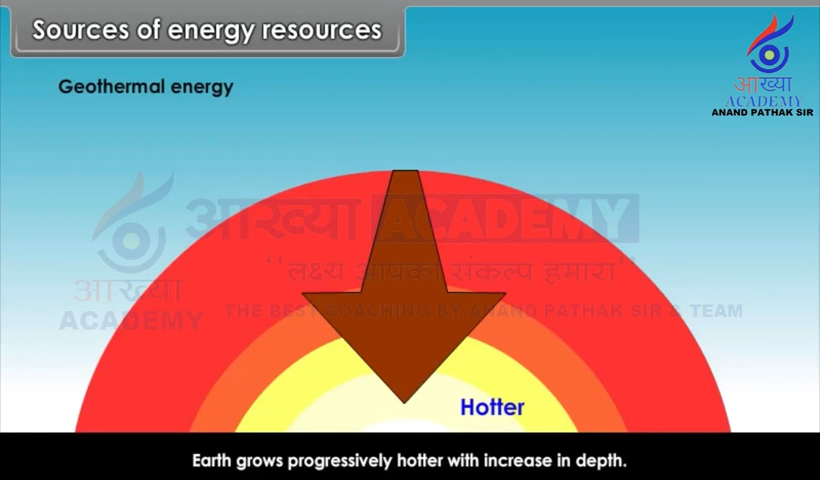 Sources of energy resources
Geothermal energy
आख्या
ACADEMY
ANAND PATHAK SIR
आख्या ACADEMY
‘‘लक्ष्य आपका संकल्प हमारा’’
आख्या
ACADEMY
THE BEST COACHING BY ANAND PATHAK SIR & TEAM
Hotter
Earth grows progressively hotter with increase in depth.